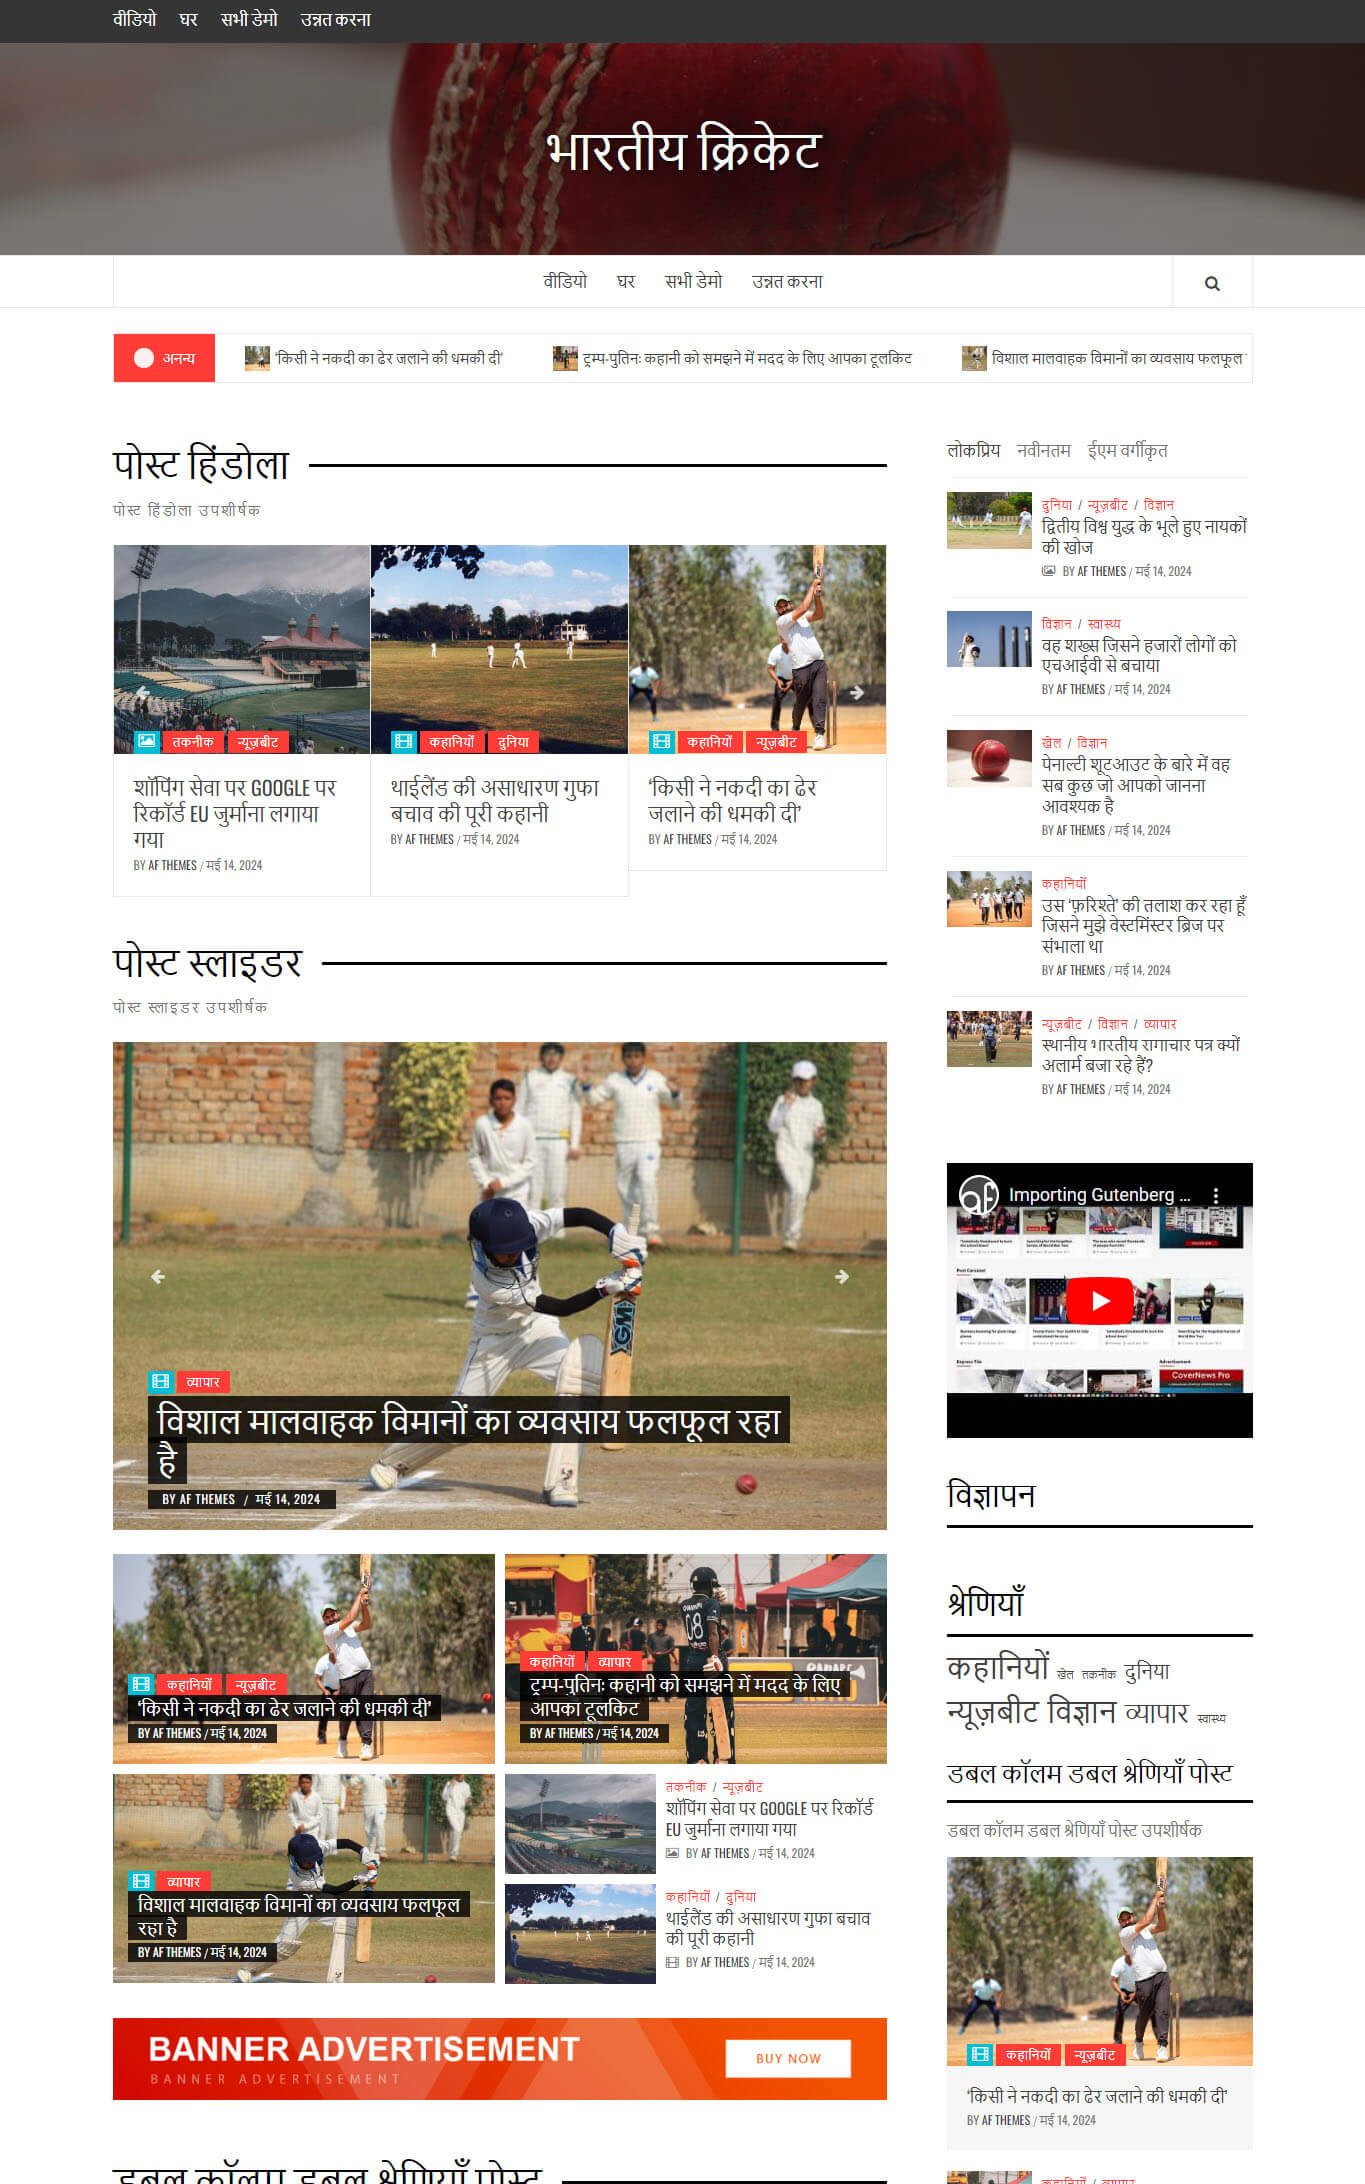 वीडियो घर सभी डेमो उन्नत करना
भारतीय क्रिकेट
वीडियो घर सभी डेमो उन्नत करना
अनन्य ‘किसी ने नकदी का ढेर जलाने की धमकी दी’ ट्रम्प-पुतिनः कहानी को समझने में मदद के लिए आपका टूलकिट विशाल मालवाहक विमानों का व्यवसाय फलफूल
पोस्ट हिंडोला
पोस्ट हिंडोला उपशीर्षक
तकनीक न्यूज़बीट
शॉपिंग सेवा पर GOOGLE पर
रिकॉर्ड EU जुर्माना लगाया
गया
BY AF THEMES / मई 14, 2024
कहानियों दुनिया
थाईलैंड की असाधारण गुफा
बचाव की पूरी कहानी
BY AF THEMES / मई 14, 2024
कहानियों न्यूज़बीट
‘किसी ने नकदी का ढेर
जलाने की धमकी दी’
BY AF THEMES / मई 14, 2024
पोस्ट स्लाइडर
पोस्ट स्लाइडर उपशीर्षक
GM
व्यापार
विशाल मालवाहक विमानों का व्यवसाय फलफूल रहा
है
BY AF THEMES / मई 14, 2024
कहानियों न्यूज़बीट
‘किसी ने नकदी का ढेर जलाने की धमकी दी’
BY AF THEMES / मई 14, 2024
08
कहानियों व्यापार
ट्रम्प-पुतिनः कहानी को समझने में मदद के लिए
आपका टूलकिट
BY AF THEMES / मई 14, 2024
व्यापार
विशाल मालवाहक विमानों का व्यवसाय फलफूल
रहा है
BY AF THEMES / मई 14, 2024
तकनीक / न्यूज़बीट
शॉपिंग सेवा पर GOOGLE पर रिकॉर्ड
EU जुर्माना लगाया गया
BY AF THEMES / मई 14, 2024
कहानियों / दुनिया
थाईलैंड की असाधारण गुफा बचाव
की पूरी कहानी
BY AF THEMES / मई 14, 2024
BANNER ADVERTISEMENT
BANNER ADVERTISEMENT
BUY NOW
डबल कॉलम डबल श्रेणियाँ पोस्ट
लोकप्रिय नवीनतम ईएम वर्गीकृत
दुनिया / न्यूज़बीट / विज्ञान
द्वितीय विश्व युद्ध के भूले हुए नायकों
की खोज
BY AF THEMES / मई 14, 2024
विज्ञान / स्वास्थ्य
वह शख्स जिसने हजारों लोगों को
एचआईवी से बचाया
BY AF THEMES / मई 14, 2024
खेल / विज्ञान
पेनाल्टी शूटआउट के बारे में वह
सब कुछ जो आपको जानना
आवश्यक है
BY AF THEMES / मई 14, 2024
कहानियों
उस ‘फ़रिश्ते’ की तलाश कर रहा हूँ
जिसने मुझे वेस्टमिंस्टर ब्रिज पर
संभाला था
BY AF THEMES / मई 14, 2024
न्यूज़बीट / विज्ञान / व्यापार
स्थानीय भारतीय रागाचार पत्र क्यों
अलार्म बजा रहे हैं?
BY AF THEMES / मई 14, 2024
af Importing Gutenberg ...
Post Carousel
Express Tile
Advertisement
CoverNews Pro
विज्ञापन
श्रेणियाँ
कहानियों खेल तकनीक दुनिया
न्यूज़बीट विज्ञान व्यापार स्वास्थ्य
डबल कॉलम डबल श्रेणियाँ पोस्ट
डबल कॉलम डबल श्रेणियाँ पोस्ट उपशीर्षक
कहानियों न्यूज़बीट
‘किसी ने नकदी का ढेर जलाने की धमकी दी’
BY AF THEMES / मई 14, 2024
कहानियों / व्यापार